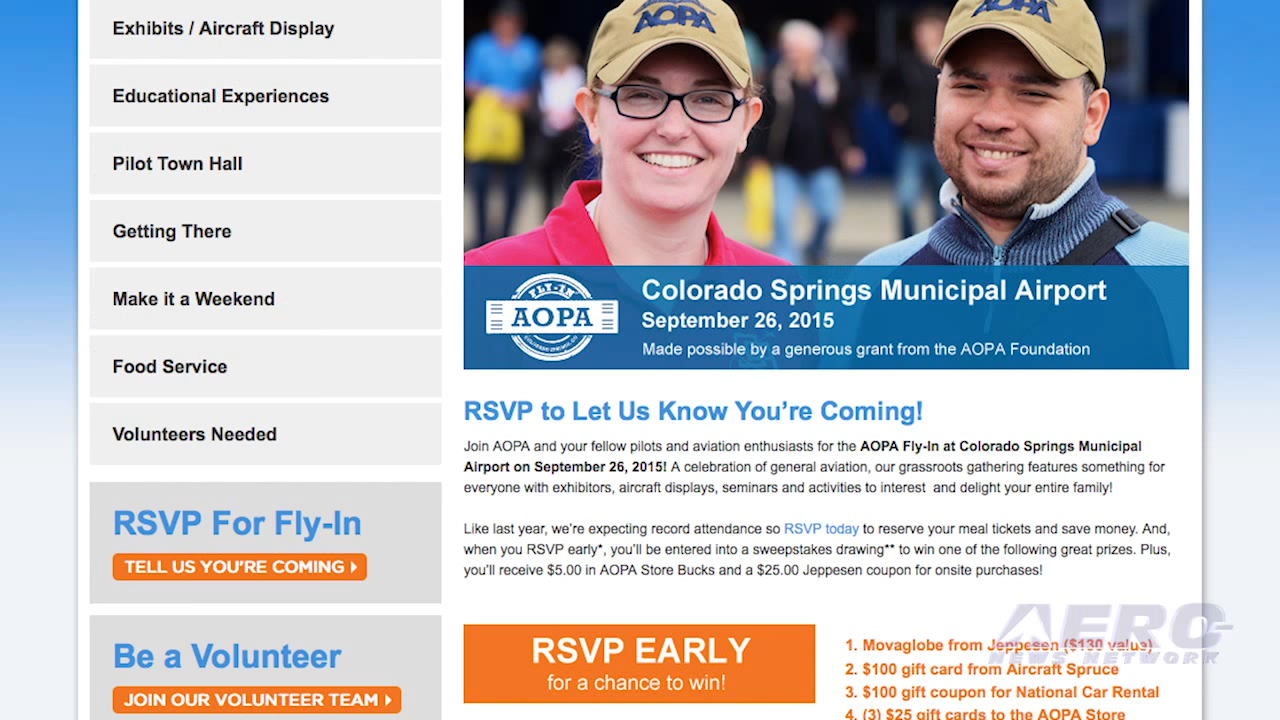 Exhibits / Aircraft Display
Educational Experiences
Pilot Town Hall
Getting There
Make it a Weekend
Food Service
Volunteers Needed
RSVP For Fly-In
TELL US YOU'RE COMING
Be a Volunteer
JOIN OUR VOLUNTEER TEAM
AOPA
AOPA
FLY-IN
AOPA
COLORADO SPRINGS, CO
Colorado Springs Municipal Airport
September 26, 2015
Made possible by a generous grant from the AOPA Foundation
RSVP to Let Us Know You're Coming!
Join AOPA and your fellow pilots and aviation enthusiasts for the AOPA Fly-In at Colorado Springs Municipal
Airport on September 26, 2015! A celebration of general aviation, our grassroots gathering features something for
everyone with exhibitors, aircraft displays, seminars and activities to interest and delight your entire family!
Like last year, we're expecting record attendance so RSVP today to reserve your meal tickets and save money. And,
when you RSVP early*, you'll be entered into a sweepstakes drawing** to win one of the following great prizes. Plus,
you'll receive $5.00 in AOPA Store Bucks and a $25.00 Jeppesen coupon for onsite purchases!
RSVP EARLY
for a chance to win!
1. Movaglobe from Jeppesen ($130 value)
2. $100 gift card from Aircraft Spruce
3. $100 gift coupon for National Car Rental
4. (3) $25 gift cards to the AOPA Store
AERO
NEWS NETWORK